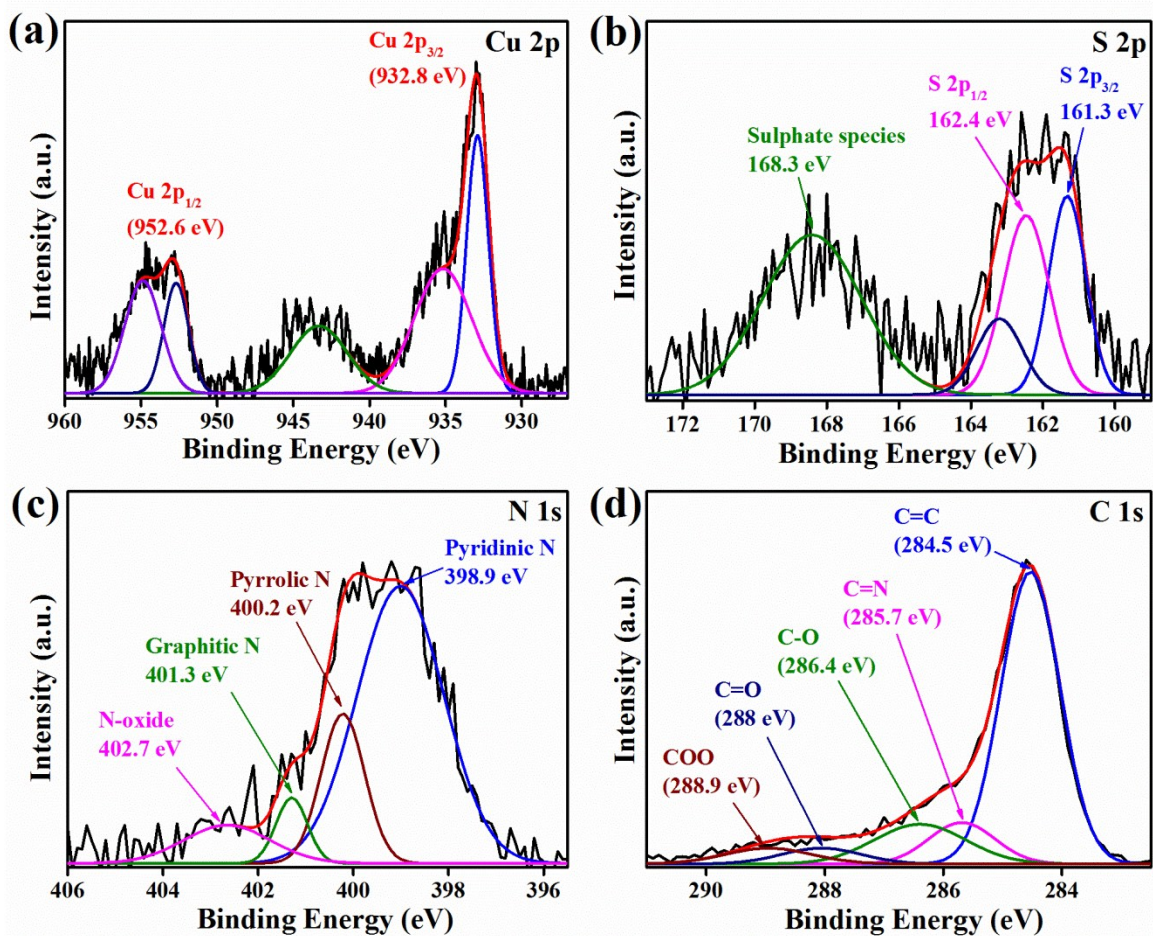 (a)
Cu 2p
Cu 2p3/2
(932.8 eV)
Cu 2p1/2
(952.6 eV)
Intensity (a.u.)
960 955 950 945 940 935 930
Binding Energy (eV)
(b)
S 2p
S 2p1/2
162.4 eV
S 2p3/2
161.3 eV
Sulphate species
168.3 eV
Intensity (a.u.)
172 170 168 166 164 162 160
Binding Energy (eV)
(c)
N 1s
Pyridinic N
398.9 eV
Pyrrolic N
400.2 eV
Graphitic N
401.3 eV
N-oxide
402.7 eV
Intensity (a.u.)
406 404 402 400 398 396
Binding Energy (eV)
(d)
C 1s
C=C
(284.5 eV)
C=N
(285.7 eV)
C-O
(286.4 eV)
C=O
(288 eV)
COO
(288.9 eV)
Intensity (a.u.)
290 288 286 284
Binding Energy (eV)